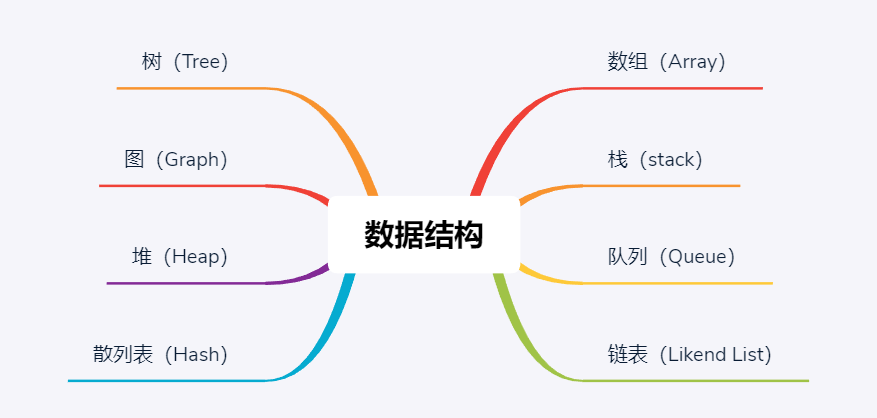 树（Tree）
图（Graph）
堆（Heap）
散列表（Hash）
数据结构
数组（Array）
栈（stack）
队列（Queue）
链表（Likend List）